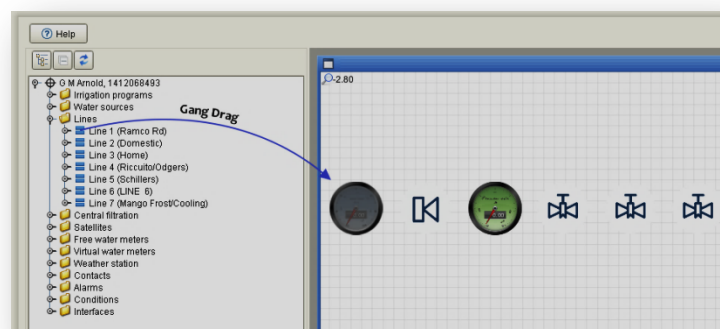 Help
-2.80
G M Arnold, 1412068493
Irrigation programs
Water sources
Lines
Line 1 (Ramco Rd)
Line 2 (Domestic)
Line 3 (Home)
Line 4 (Riccuito/Odgers)
Line 5 (Schillers)
Line 6 (LINE 6)
Line 7 (Mango Frost/Cooling)
Central filtration
Satellites
Free water meters
Virtual water meters
Weather station
Contacts
Alarms
Conditions
Interfaces
Gang Drag